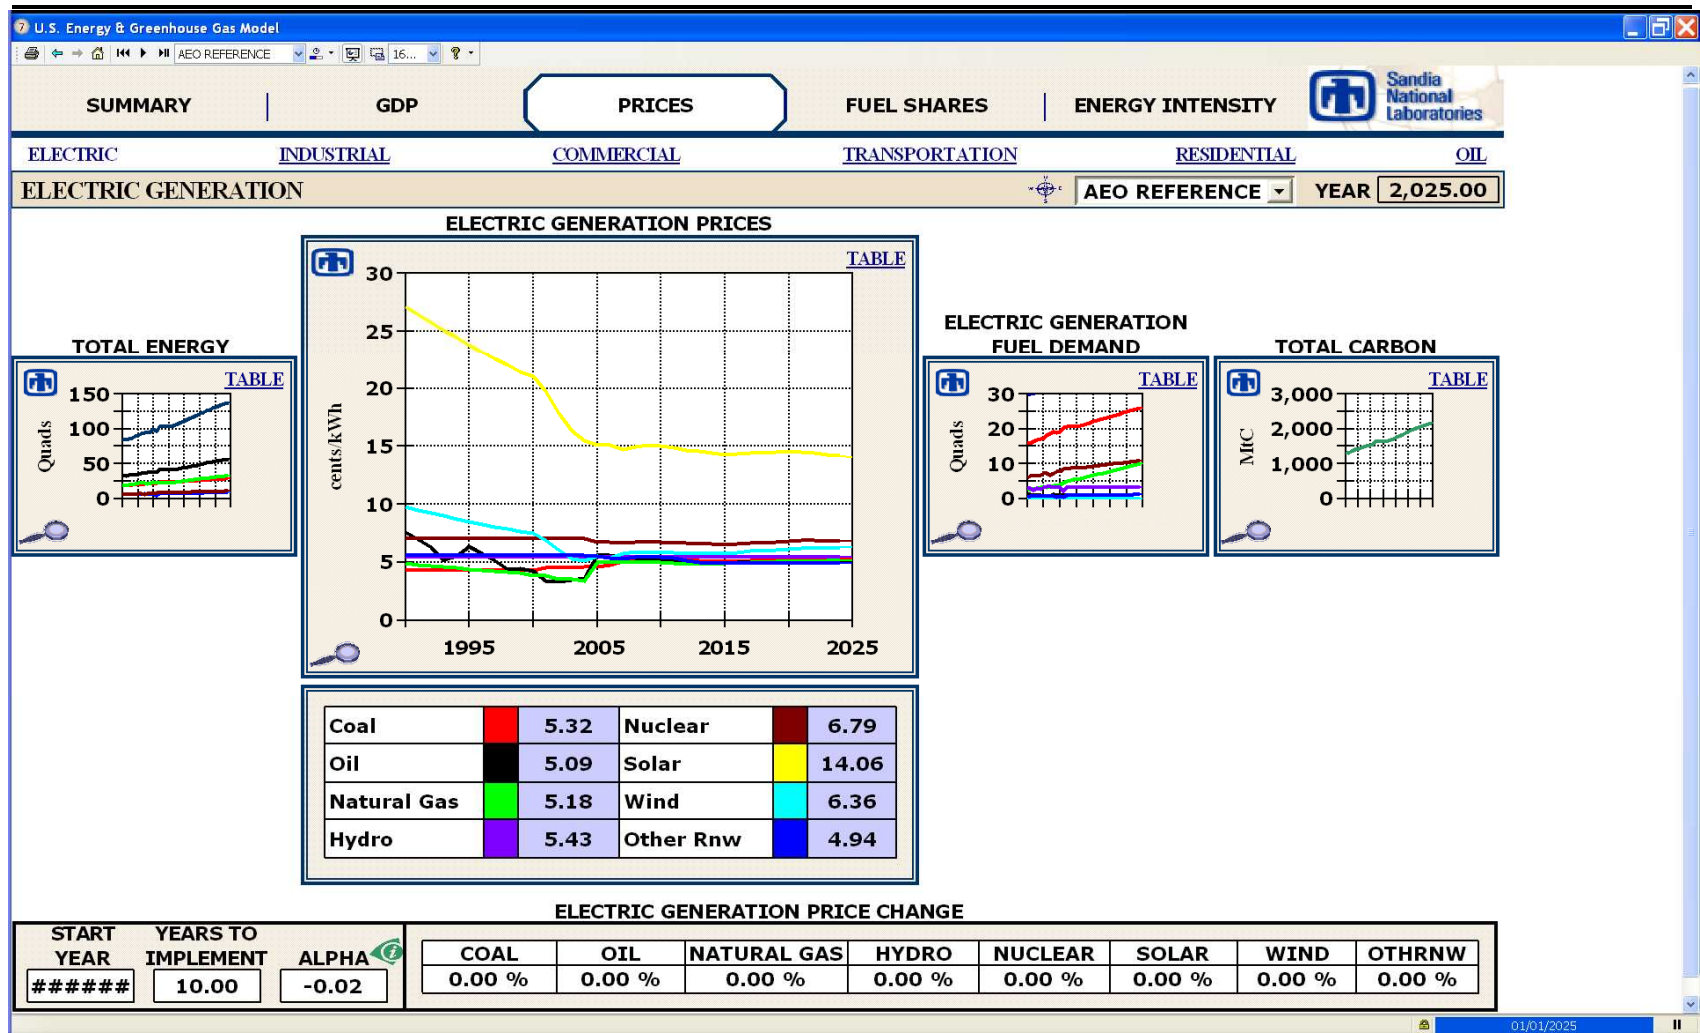 U.S. Energy & Greenhouse Gas Model
AEO REFERENCE 16...
SUMMARY GDP PRICES FUEL SHARES ENERGY INTENSITY
Sandia
National
Laboratories
ELECTRIC INDUSTRIAL COMMERCIAL TRANSPORTATION RESIDENTIAL OIL
ELECTRIC GENERATION AEO REFERENCE YEAR 2,025.00
ELECTRIC GENERATION PRICES
TABLE
30
25
20
15
10
5
0
cents/kWh
1995 2005 2015 2025
TOTAL ENERGY
TABLE
150
100
50
0
Quads
ELECTRIC GENERATION
FUEL DEMAND
TABLE
30
20
10
0
Quads
TOTAL CARBON
TABLE
3,000
2,000
1,000
0
MtC
Coal 5.32 Nuclear 6.79
Oil 5.09 Solar 14.06
Natural Gas 5.18 Wind 6.36
Hydro 5.43 Other Rnw 4.94
ELECTRIC GENERATION PRICE CHANGE
START YEARS TO
YEAR IMPLEMENT ALPHA
###### 10.00 -0.02
COAL OIL NATURAL GAS HYDRO NUCLEAR SOLAR WIND OTHRNW
0.00 % 0.00 % 0.00 % 0.00 % 0.00 % 0.00 % 0.00 % 0.00 %
01/01/2025